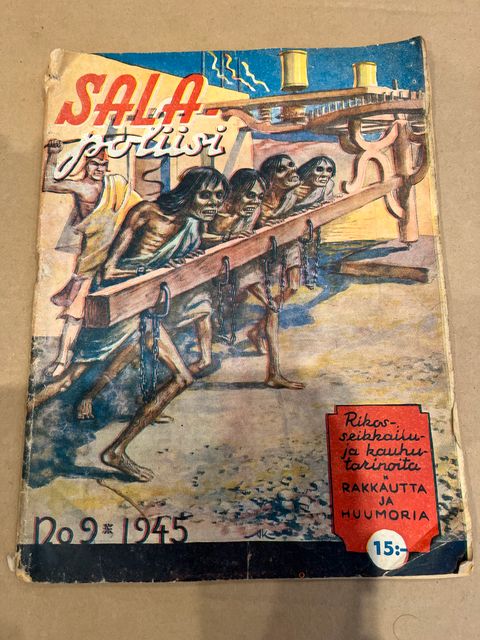 SALA-
poliisi
Rikos-
seikkailu-
ja kauhu-
tarinoita
RAKKAUTTA
JA
HUUMORIA
15:-
No 9 * 1945